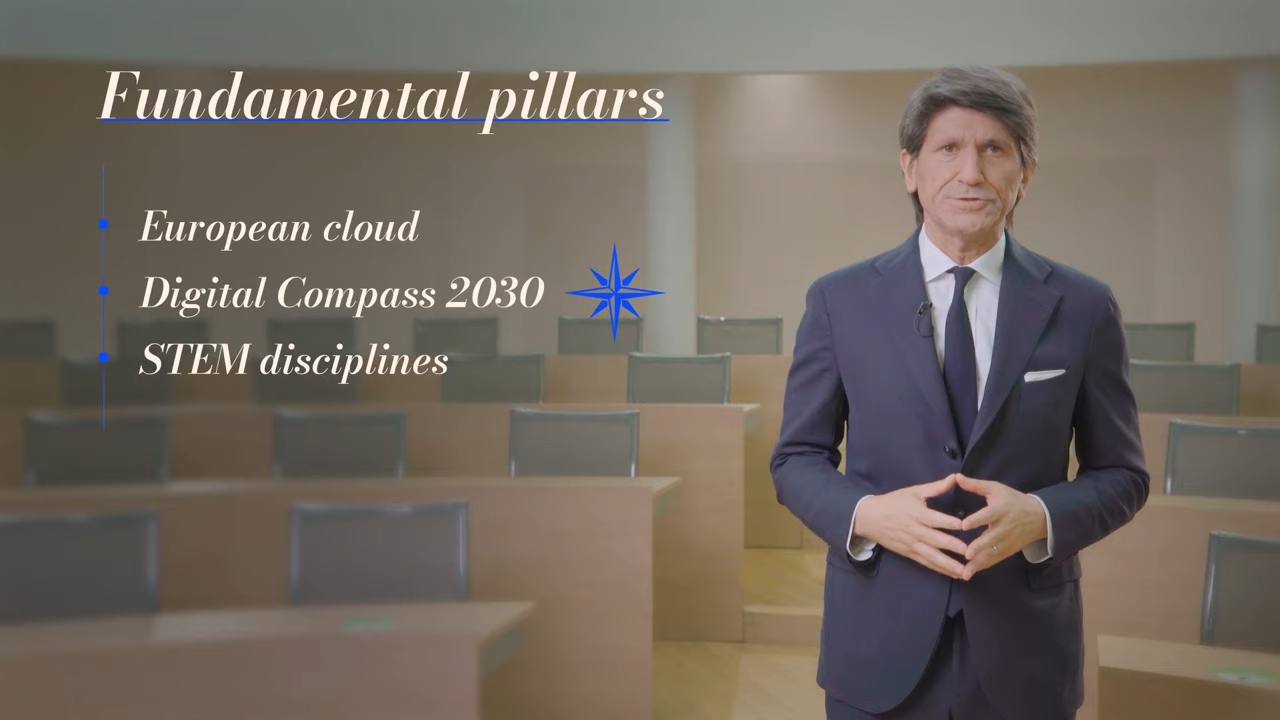 Fundamental pillars
European cloud
Digital Compass 2030
STEM disciplines